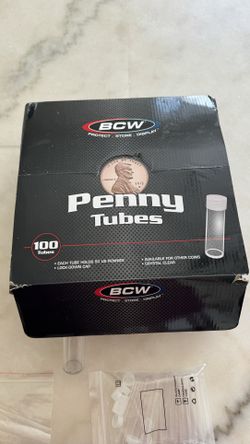 BCW
PROTECT . STORE . DISPLAY
Penny
Tubes
100
Tubes
• EACH TUBE HOLDS 50 US PENNIES
• LOCK DOWN CAP
• AVAILABLE FOR OTHER COINS
• CRYSTAL CLEAR
BCW
PROTECT . STORE . DISPLAY